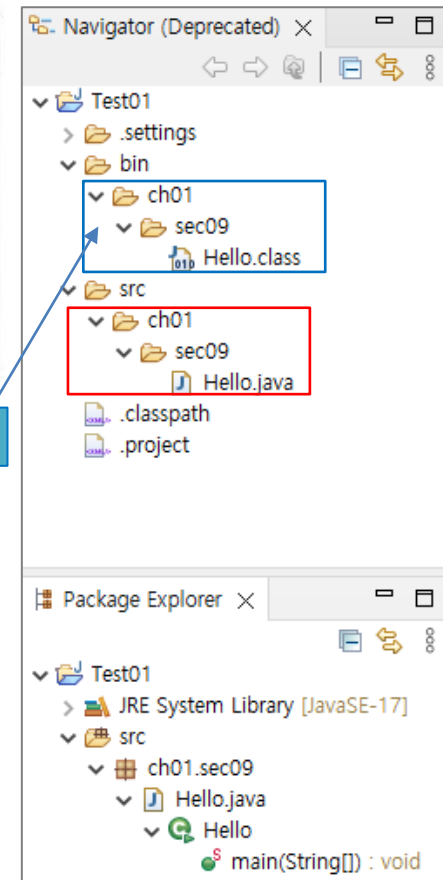 Navigator (Deprecated)
Test01
.settings
bin
ch01
sec09
Hello.class
src
ch01
sec09
Hello.java
.classpath
.project
Package Explorer
Test01
JRE System Library [JavaSE-17]
src
ch01.sec09
Hello.java
Hello
main(String[]) : void